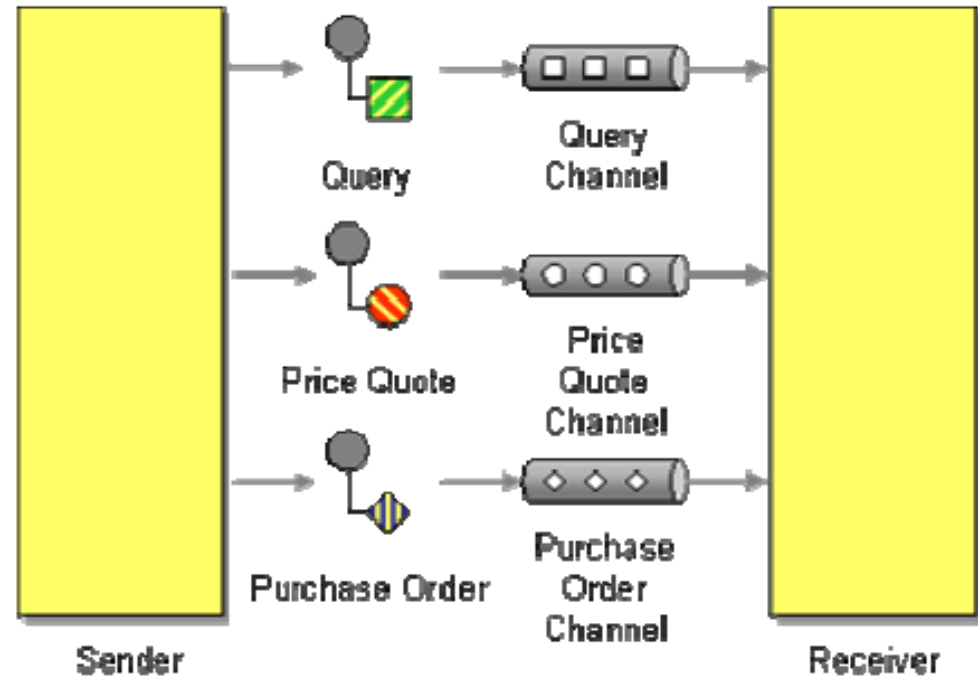 Query
Query
Channel
Price Quote
Price
Quote
Channel
Purchase Order
Purchase
Order
Channel
Sender
Receiver